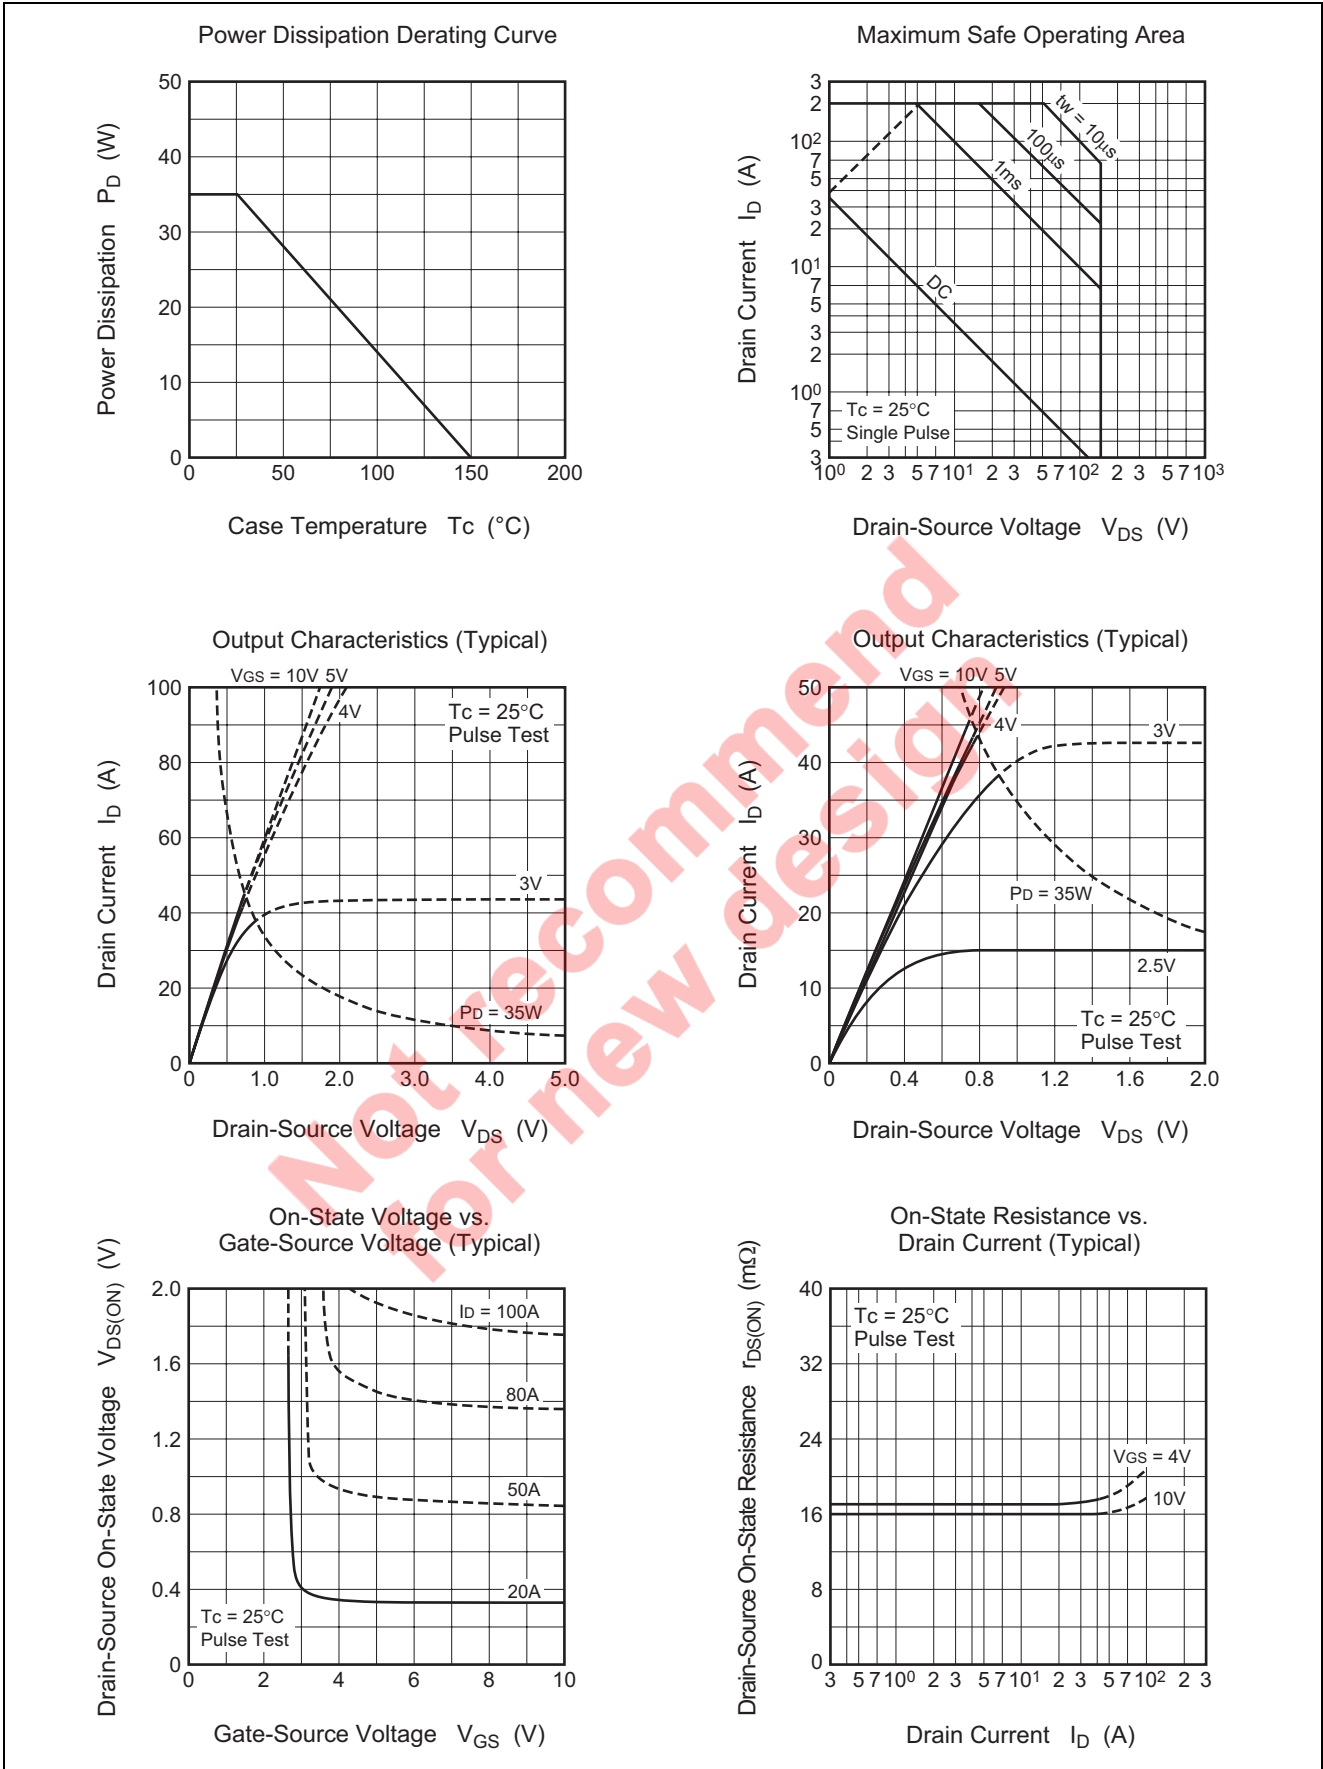 Power Dissipation Derating Curve
Power Dissipation PD (W)
50
40
30
20
10
0
0 50 100 150 200
Case Temperature Tc (°C)
Maximum Safe Operating Area
Drain Current ID (A)
3
2
10²
7
5
3
2
10¹
7
5
3
2
10⁰
7
5
3
tw = 10μs
100μs
1ms
DC
Tc = 25°C
Single Pulse
10⁰ 2 3 5 7 10¹ 2 3 5 7 10² 2 3 5 7 10³
Drain-Source Voltage VDS (V)
Output Characteristics (Typical)
Drain Current ID (A)
100
80
60
40
20
0
VGS = 10V 5V
4V
Tc = 25°C
Pulse Test
3V
PD = 35W
0 1.0 2.0 3.0 4.0 5.0
Drain-Source Voltage VDS (V)
Output Characteristics (Typical)
Drain Current ID (A)
50
40
30
20
10
0
VGS = 10V 5V
4V
3V
PD = 35W
2.5V
Tc = 25°C
Pulse Test
0 0.4 0.8 1.2 1.6 2.0
Drain-Source Voltage VDS (V)
On-State Voltage vs.
Gate-Source Voltage (Typical)
Drain-Source On-State Voltage VDS(ON) (V)
2.0
1.6
1.2
0.8
0.4
0
ID = 100A
80A
50A
20A
Tc = 25°C
Pulse Test
0 2 4 6 8 10
Gate-Source Voltage VGS (V)
On-State Resistance vs.
Drain Current (Typical)
Drain-Source On-State Resistance rDS(ON) (mΩ)
40
32
24
16
8
0
Tc = 25°C
Pulse Test
VGS = 4V
10V
3 5 7 10⁰ 2 3 5 7 10¹ 2 3 5 7 10² 2 3
Drain Current ID (A)
Not recommend
for new design